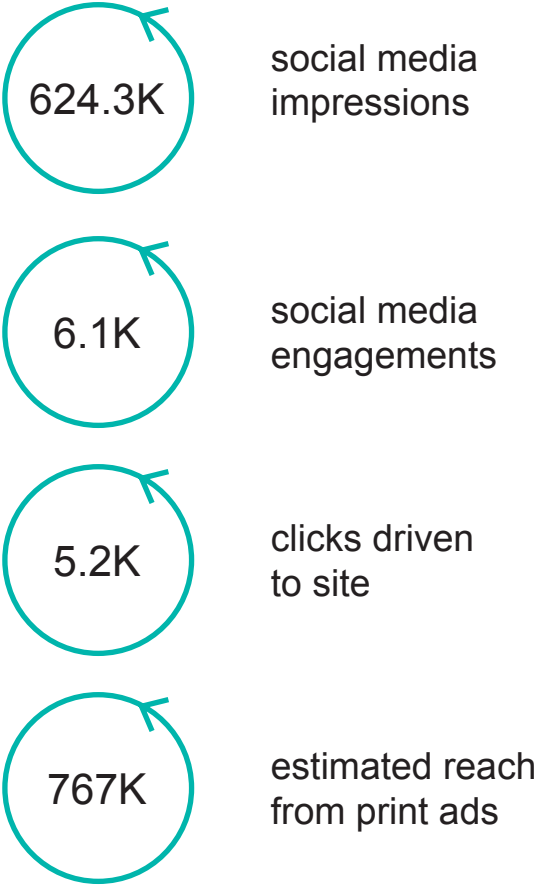 624.3K
social media
impressions
6.1K
social media
engagements
5.2K
clicks driven
to site
767K
estimated reach
from print ads